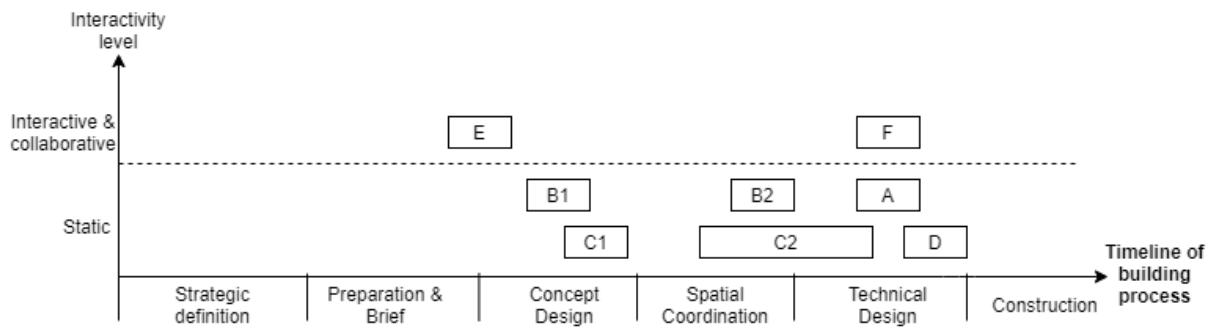 Interactivity
level
Interactive &
collaborative
E
F
B1
B2
A
Static
C1
C2
D
Timeline of
building
process
Strategic
definition
Preparation &
Brief
Concept
Design
Spatial
Coordination
Technical
Design
Construction